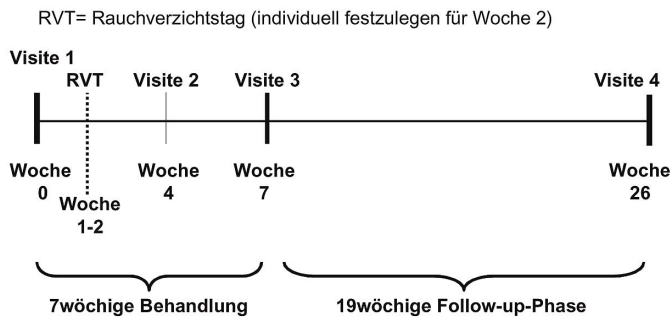 RVT= Rauchverzichtstag (individuell festzulegen für Woche 2)
Visite 1
RVT Visite 2 Visite 3 Visite 4
Woche Woche Woche Woche
0 4 7 26
Woche
1-2
7wöchige Behandlung 19wöchige Follow-up-Phase